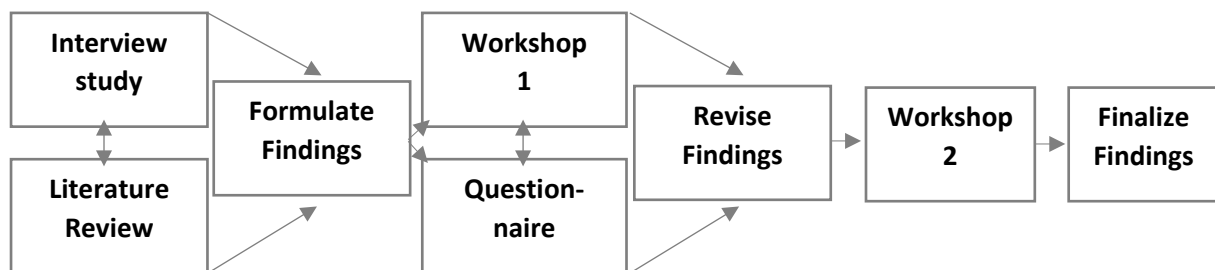 Interview
study
Literature
Review
Formulate
Findings
Workshop
1
Question-
naire
Revise
Findings
Workshop
2
Finalize
Findings